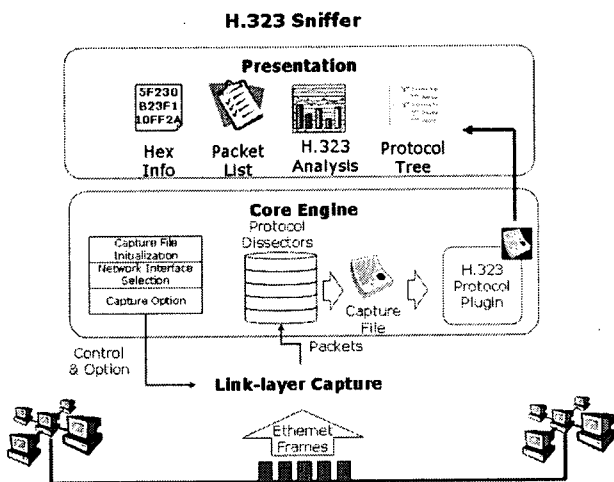 H.323 Sniffer
Presentation
5F230
B23F1
10FF2A
Hex
Info
Packet
List
H.323
Analysis
Protocol
Tree
Core Engine
Capture File
Initialization
Network Interface
Selection
Capture Option
Protocol
Dissectors
Capture
File
H.323
Protocol
Plugin
Control
& Option
Packets
Link-layer Capture
Ethernet
Frames